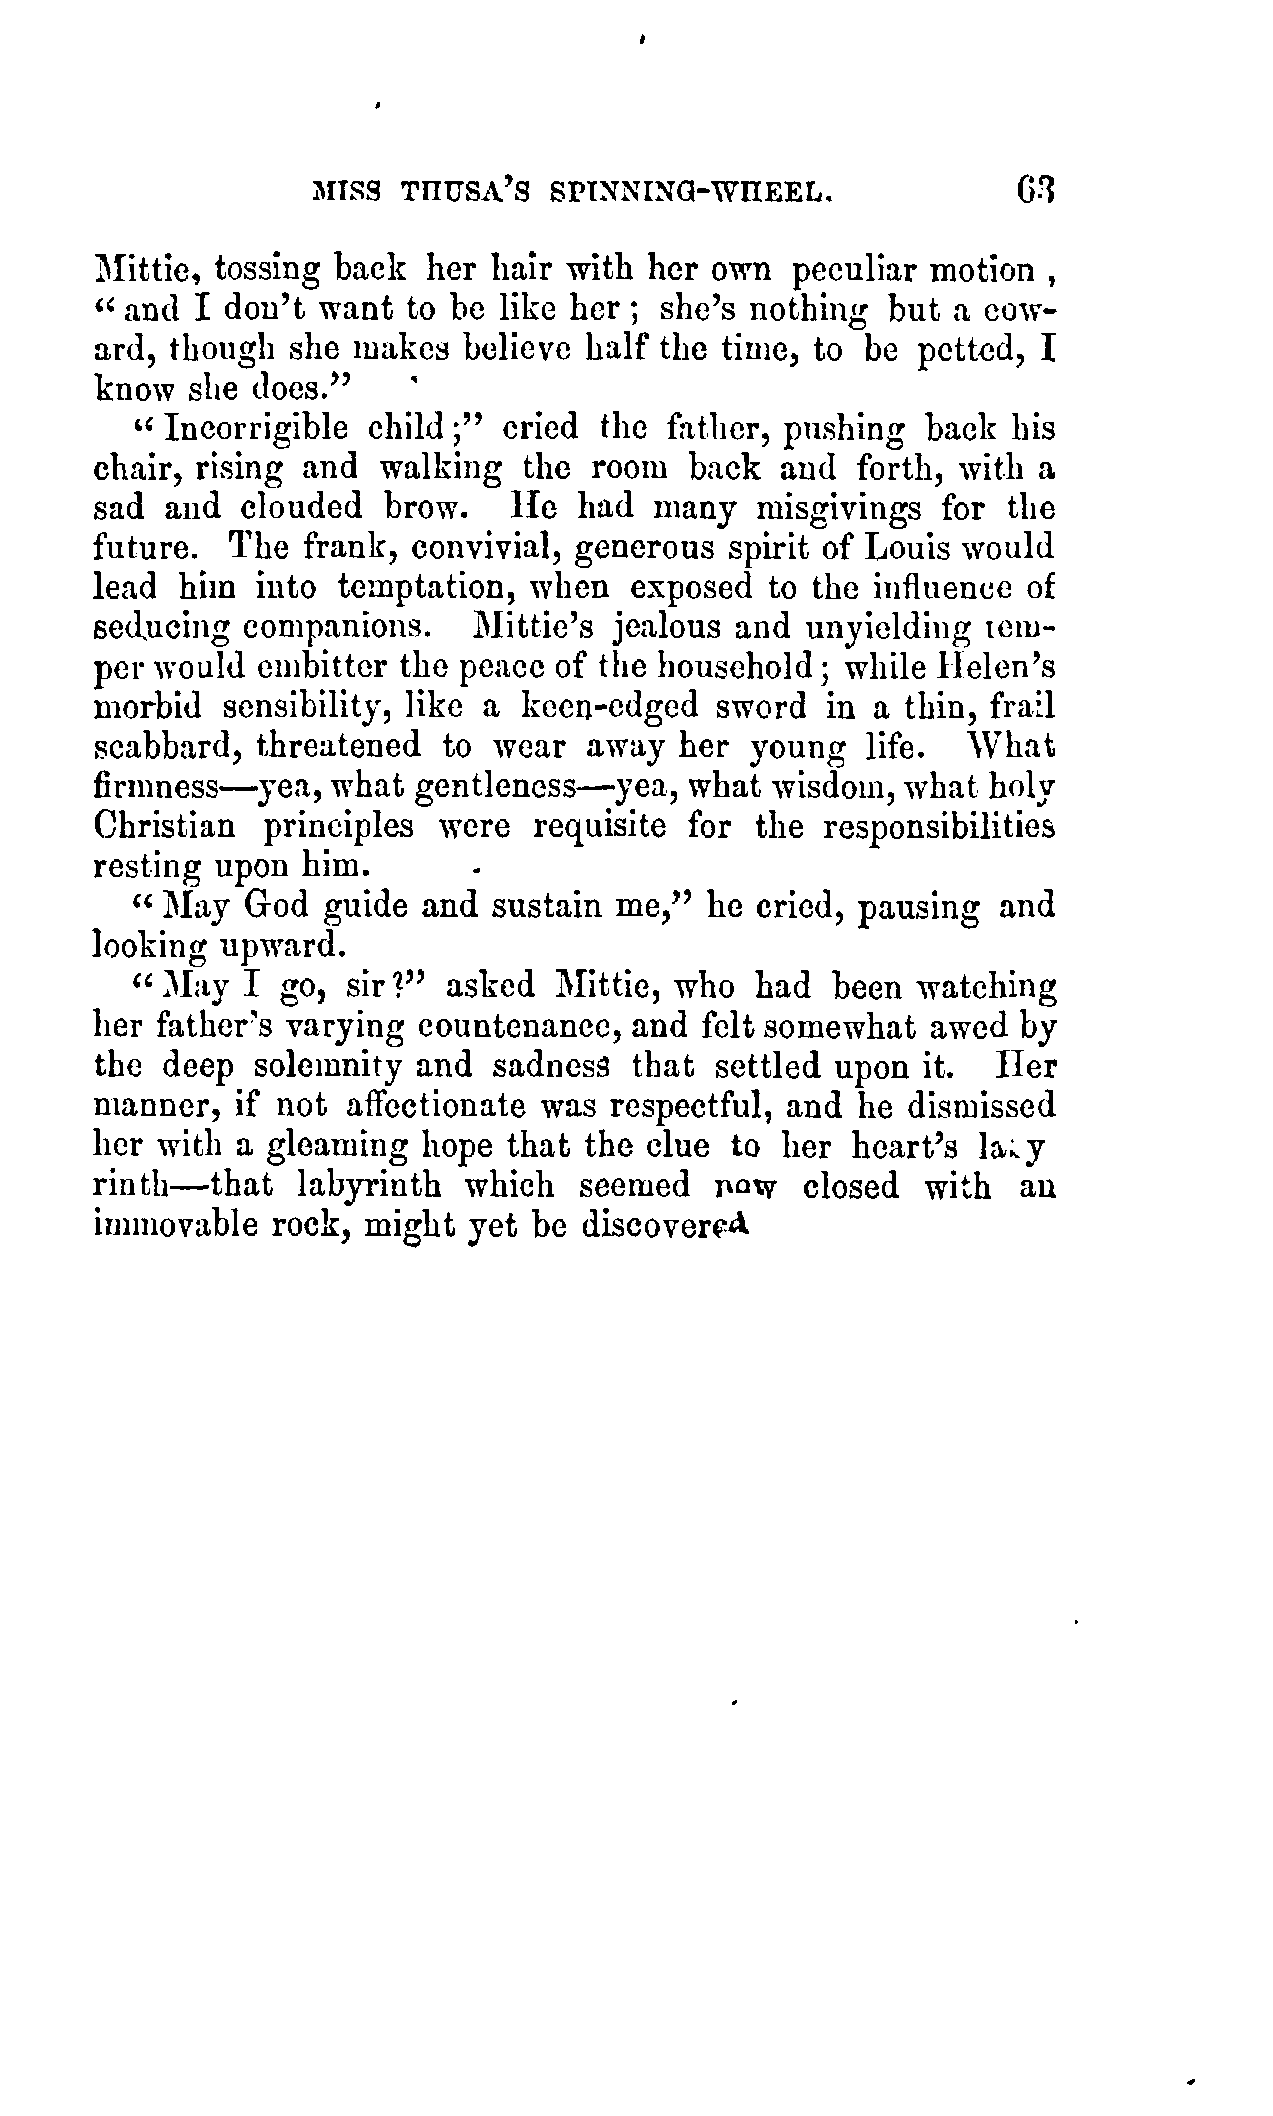 MISS THUSA'S SPINNING-WHEEL. 63
Mittie, tossing back her hair with her own peculiar motion ,
“ and I don't want to be like her ; she's nothing but a cow-
ard, though she makes believe half the time, to be petted, I
know she does.”
“ Incorrigible child ;” cried the father, pushing back his
chair, rising and walking the room back and forth, with a
sad and clouded brow. He had many misgivings for the
future. The frank, convivial, generous spirit of Louis would
lead him into temptation, when exposed to the influence of
seducing companions. Mittie's jealous and unyielding tem-
per would embitter the peace of the household ; while Helen's
morbid sensibility, like a keen-edged sword in a thin, frail
scabbard, threatened to wear away her young life. What
firmness—yea, what gentleness—yea, what wisdom, what holy
Christian principles were requisite for the responsibilities
resting upon him.
“ May God guide and sustain me,” he cried, pausing and
looking upward.
“ May I go, sir ?” asked Mittie, who had been watching
her father's varying countenance, and felt somewhat awed by
the deep solemnity and sadness that settled upon it. Her
manner, if not affectionate was respectful, and he dismissed
her with a gleaming hope that the clue to her heart's laby
rinth—that labyrinth which seemed now closed with an
immovable rock, might yet be discovered